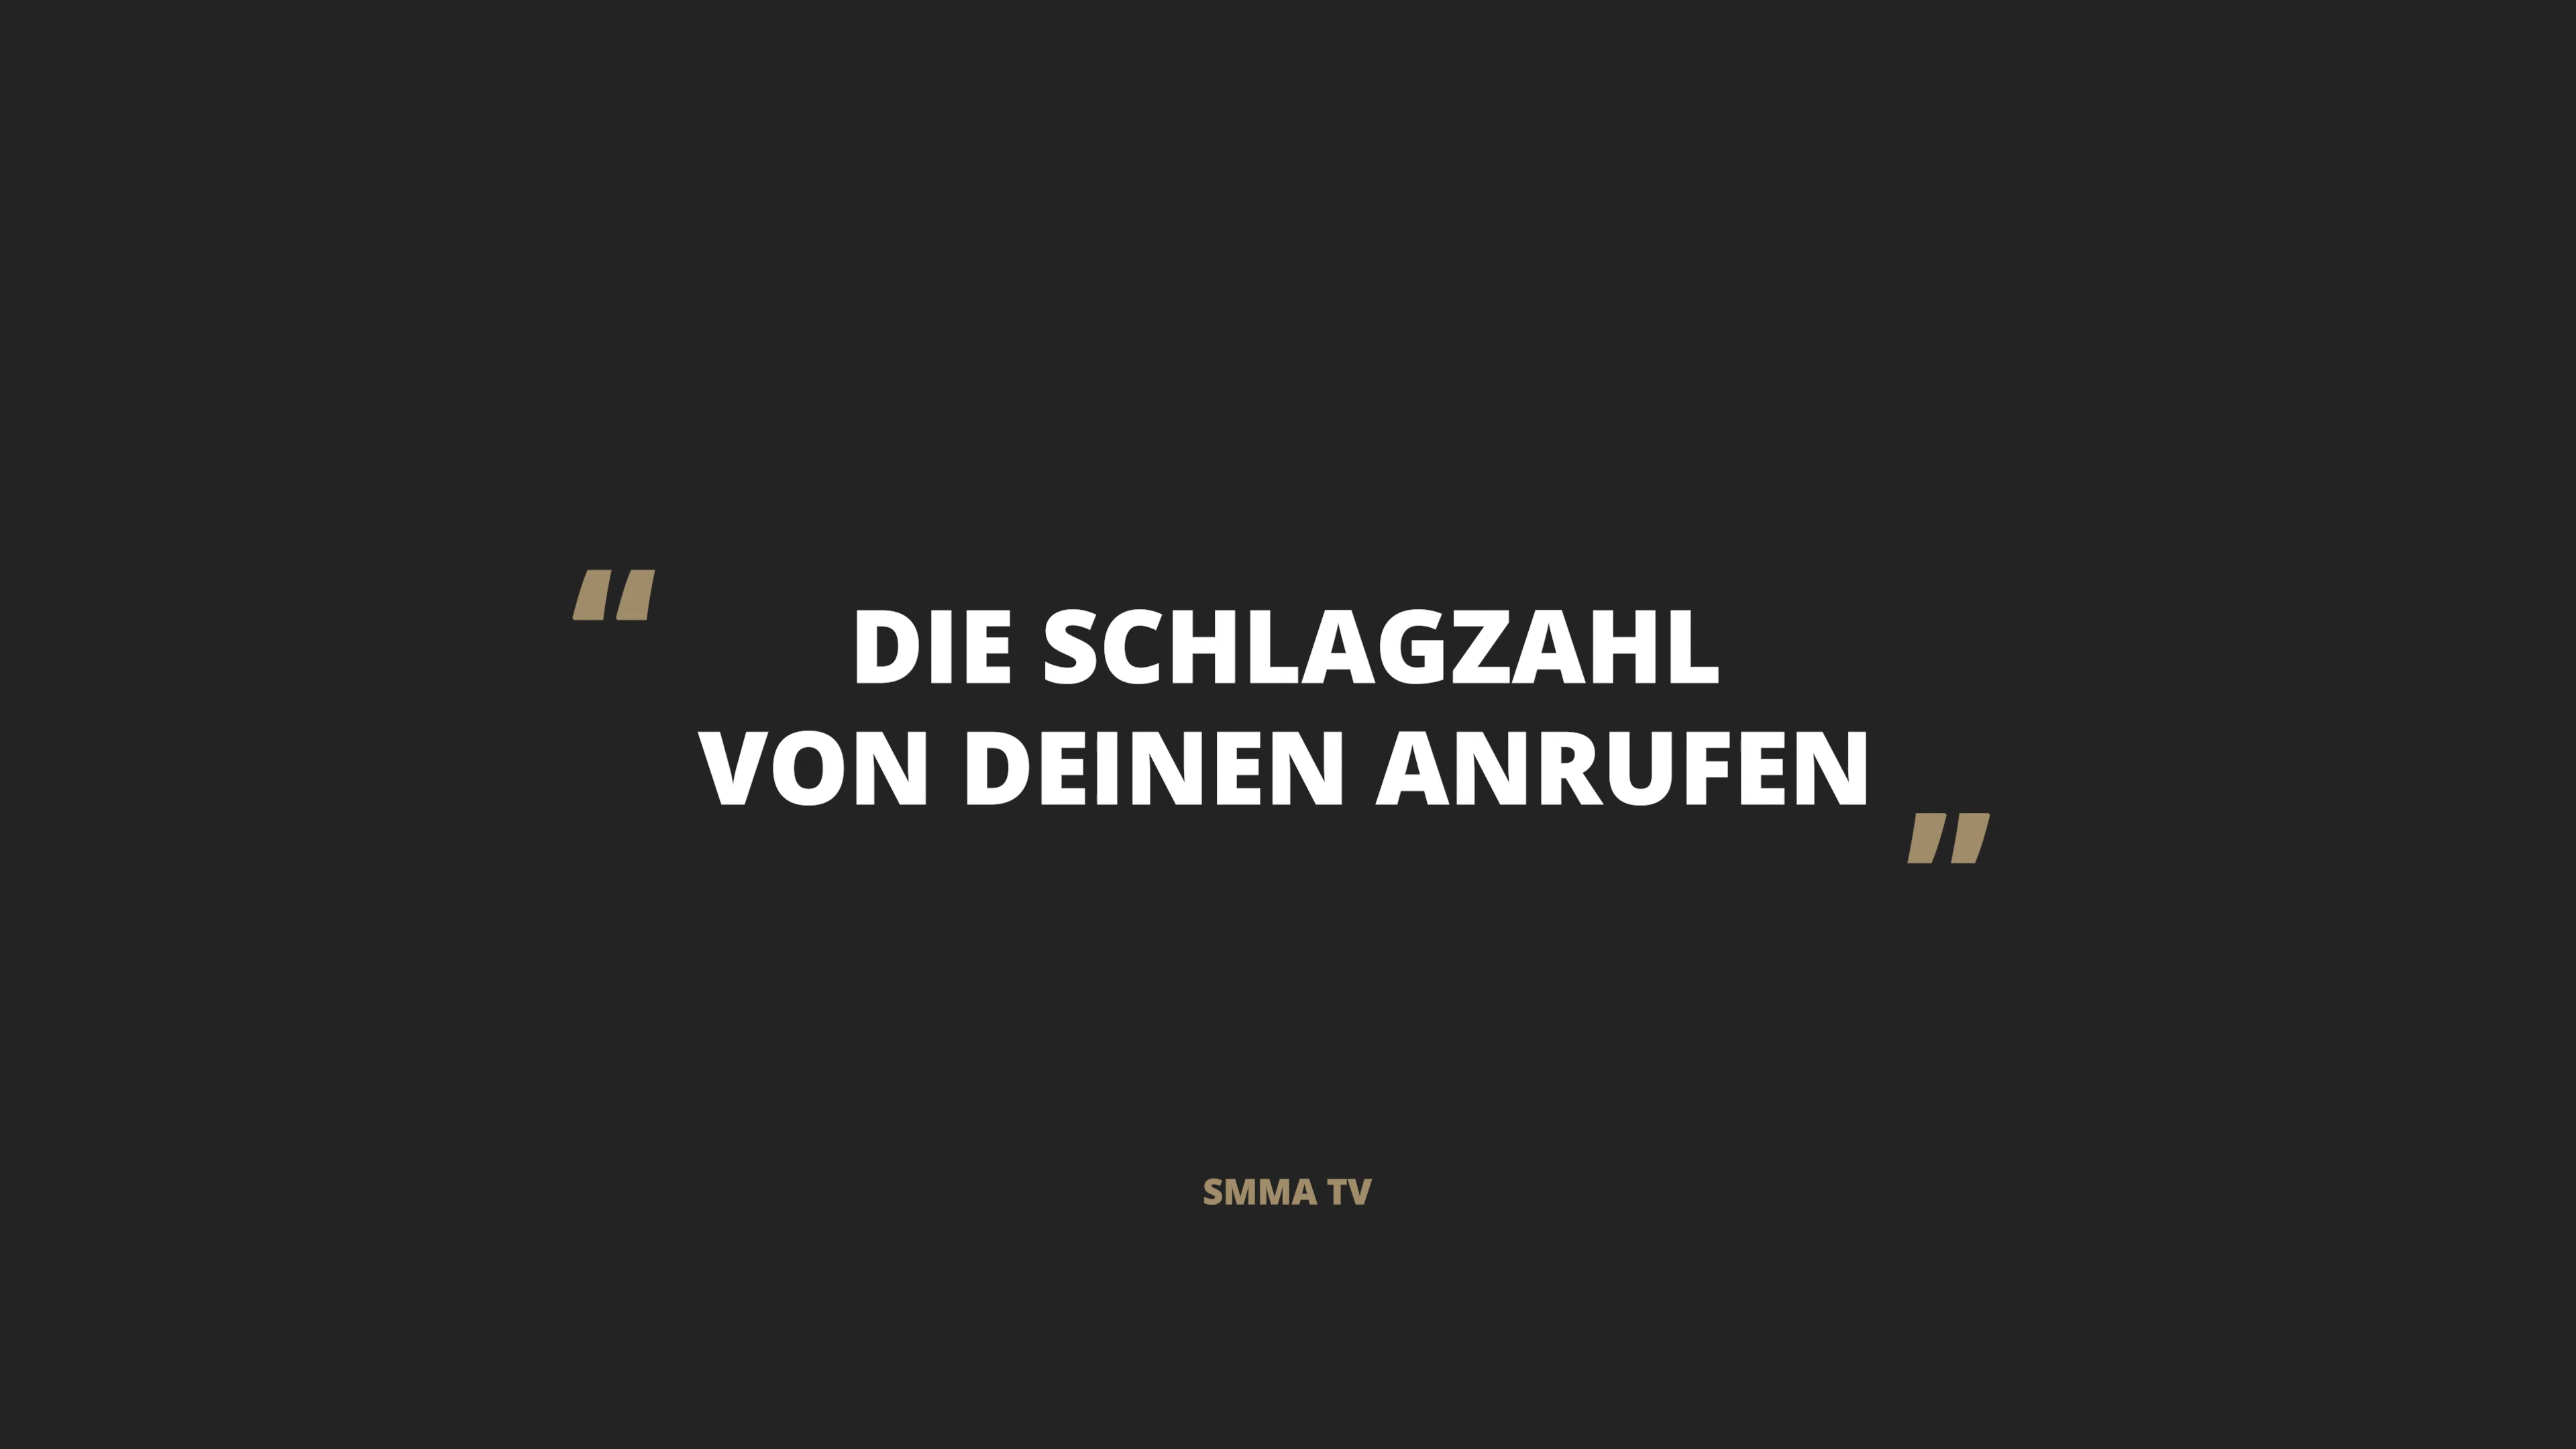 “
DIE SCHLAGZAHL
VON DEINEN ANRUFEN
”
SMMA TV